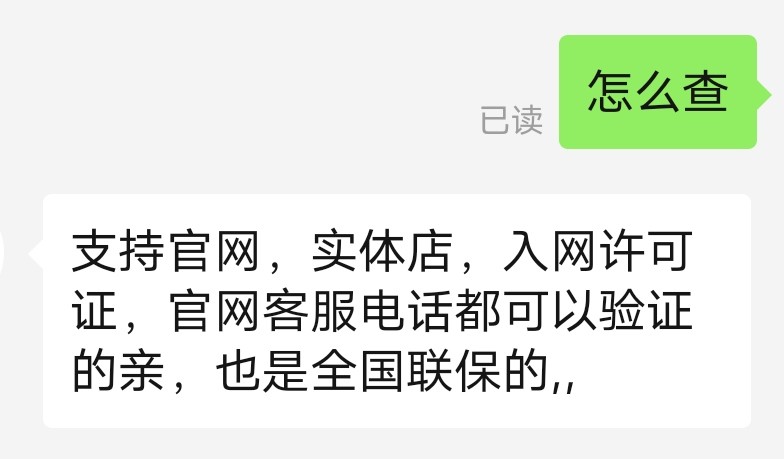 怎么查
已读
支持官网，实体店，入网许可
证，官网客服电话都可以验证
的亲，也是全国联保的,,